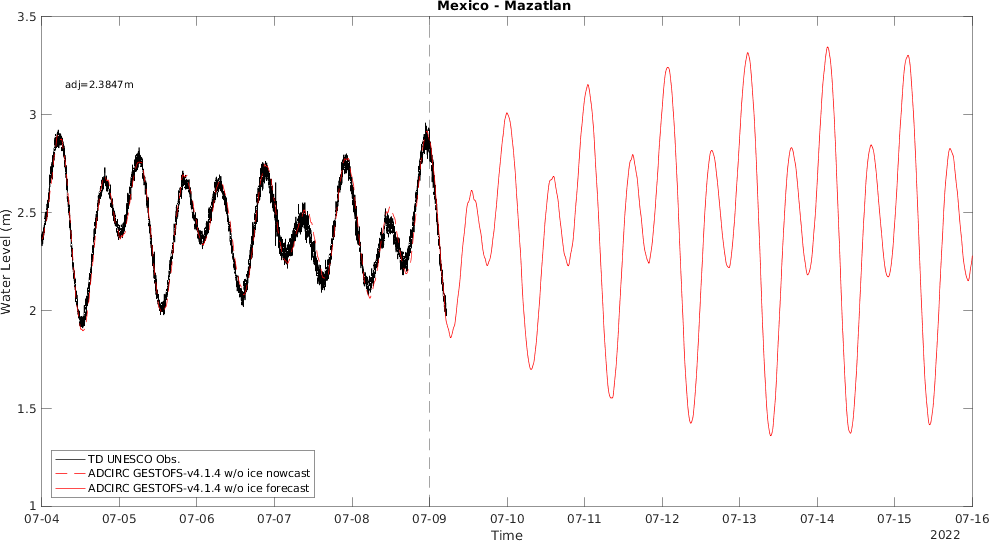 Mexico - Mazatlan
3.5
adj=2.3847m
3
2.5
Water Level (m)
2
1.5
TD UNESCO Obs.
ADCIRC GESTOFS-v4.1.4 w/o ice nowcast
ADCIRC GESTOFS-v4.1.4 w/o ice forecast
1
07-04 07-05 07-06 07-07 07-08 07-09 07-10 07-11 07-12 07-13 07-14 07-15 07-16
Time
2022